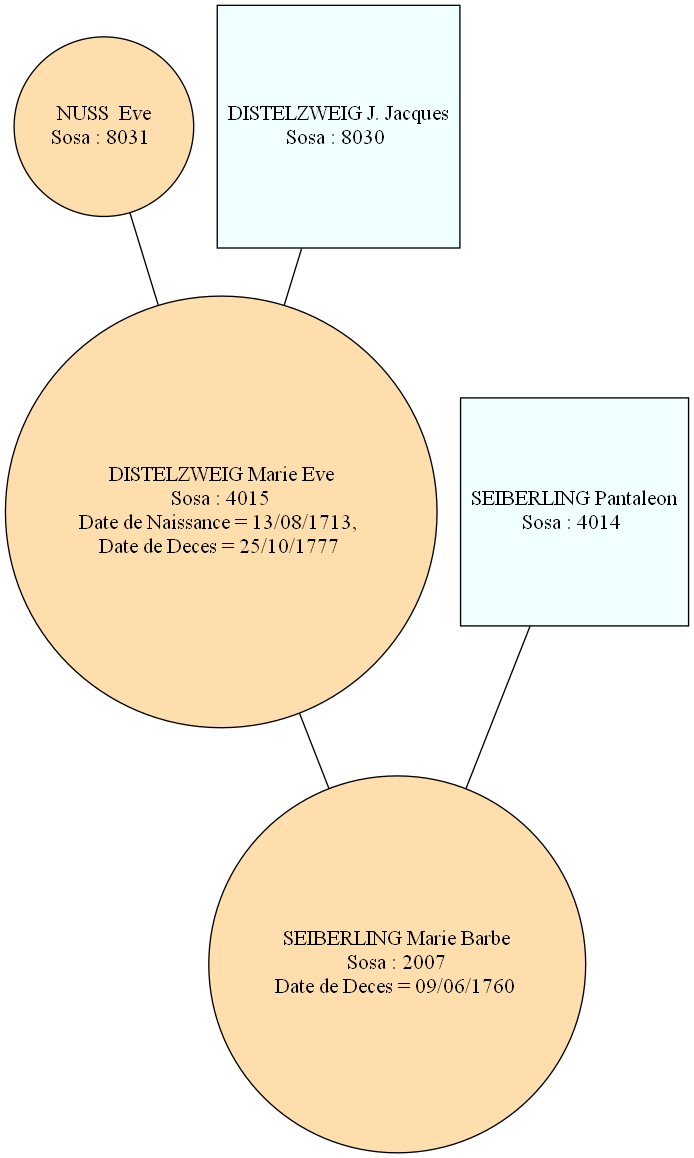 NUSS  Eve
Sosa : 8031
DISTELZWEIG J. Jacques
Sosa : 8030
DISTELZWEIG Marie Eve
Sosa : 4015
Date de Naissance = 13/08/1713,
Date de Deces = 25/10/1777
SEIBERLING Pantaleon
Sosa : 4014
SEIBERLING Marie Barbe
Sosa : 2007
Date de Deces = 09/06/1760